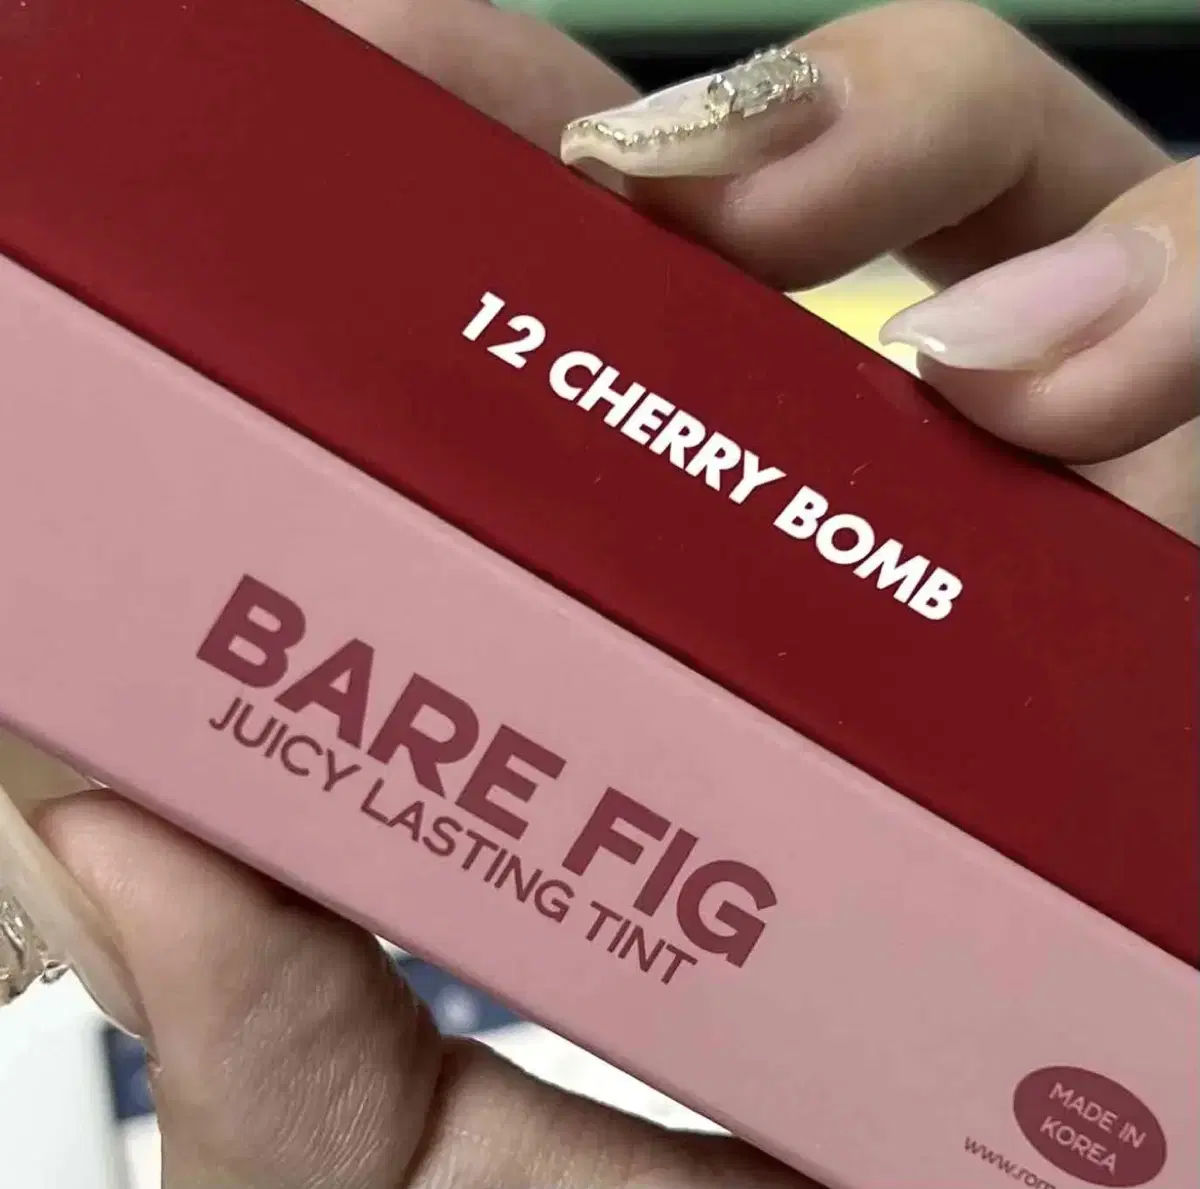 12 CHERRY BOMB
BARE FIG
JUICY LASTING TINT
MADE IN
KOREA